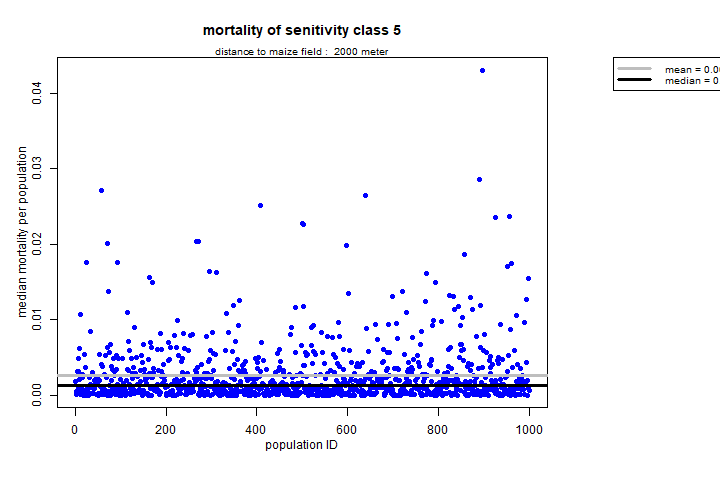 mortality of senitivity class 5
distance to maize field : 2000 meter
mean = 0.00
median = 0
median mortality per population
0.04
0.03
0.02
0.01
0.00
0 200 400 600 800 1000
population ID